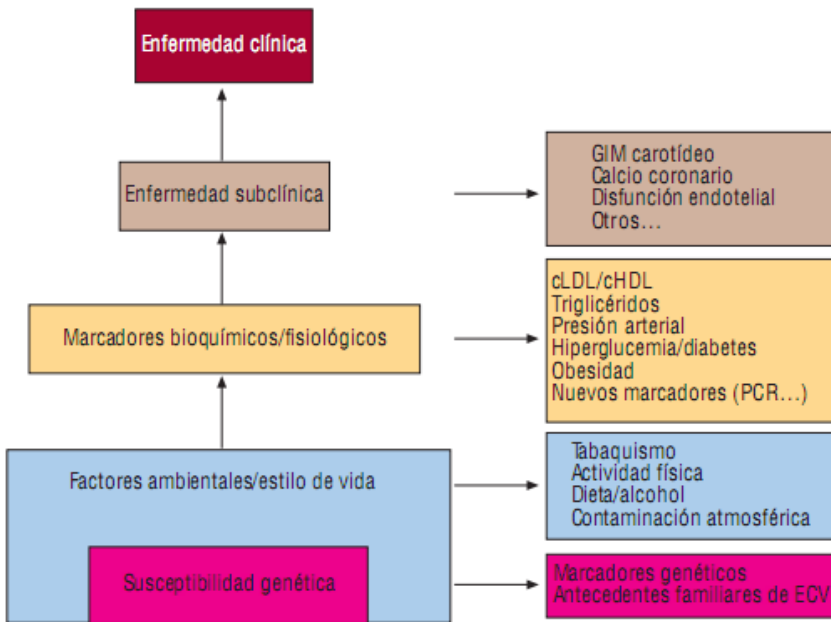 Enfermedad clínica
Enfermedad subclínica
GIM carotídeo
Calcio coronario
Disfunción endotelial
Otros...
Marcadores bioquímicos/fisiológicos
cLDL/cHDL
Triglicéridos
Presión arterial
Hiperglucemia/diabetes
Obesidad
Nuevos marcadores (PCR...)
Factores ambientales/estilo de vida
Tabaquismo
Actividad física
Dieta/alcohol
Contaminación atmosférica
Susceptibilidad genética
Marcadores genéticos
Antecedentes familiares de ECV